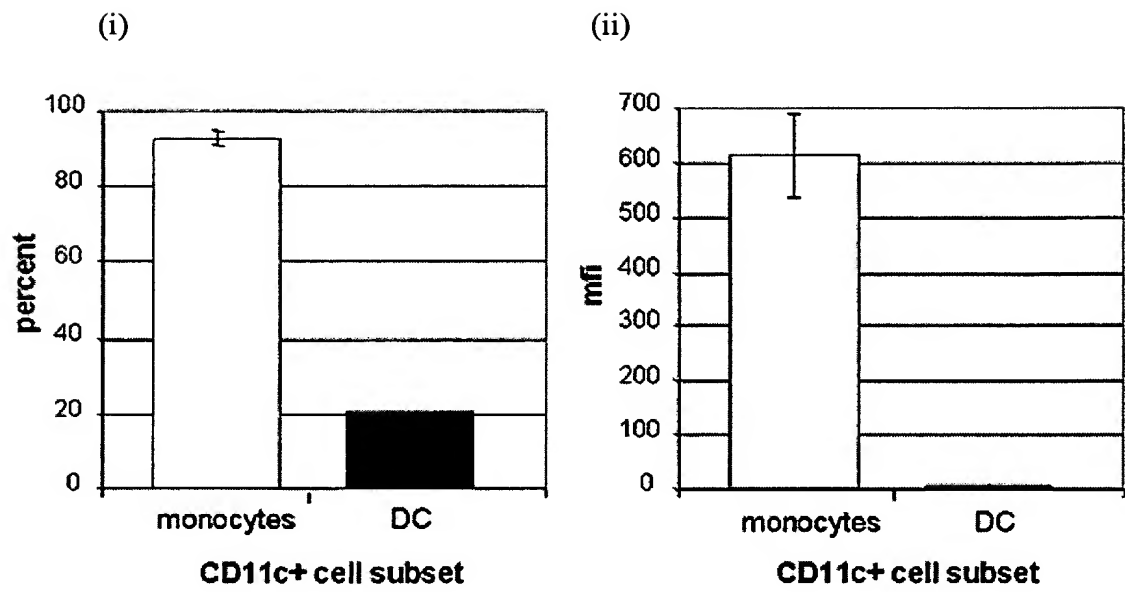 (i)
percent
100
80
60
40
20
0
monocytes DC
CD11c+ cell subset
(ii)
mfi
700
600
500
400
300
200
100
0
monocytes DC
CD11c+ cell subset